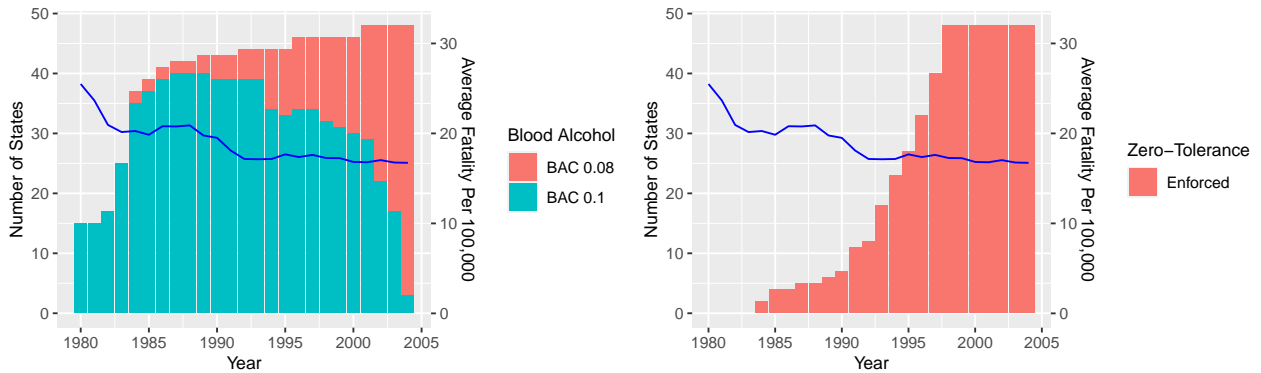 50
40
30
20
10
0
Number of States
30
20
10
0
Average Fatality Per 100,000
1980
1985
1990
1995
2000
2005
Year
Blood Alcohol
BAC 0.08
BAC 0.1
50
40
30
20
10
0
Number of States
30
20
10
0
Average Fatality Per 100,000
1980
1985
1990
1995
2000
2005
Year
Zero−Tolerance
Enforced